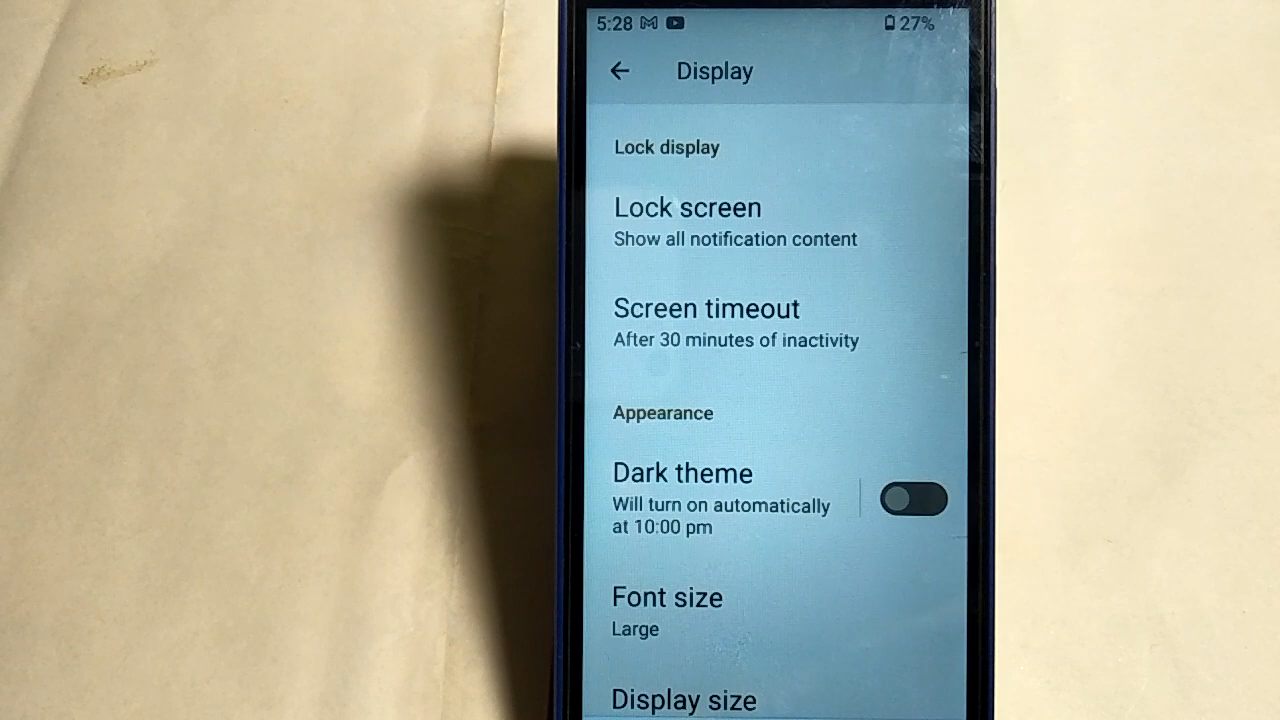 5:28 27%
Display
Lock display
Lock screen
Show all notification content
Screen timeout
After 30 minutes of inactivity
Appearance
Dark theme
Will turn on automatically
at 10:00 pm
Font size
Large
Display size